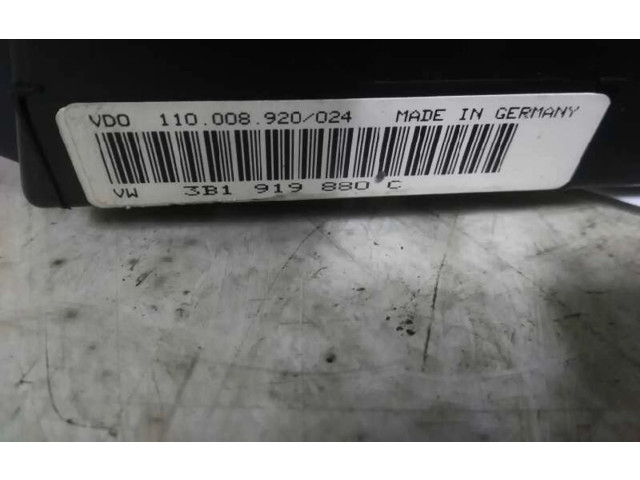 VDO 110.008.920/024 MADE IN GERMANY
VW 3B1 919 880 C